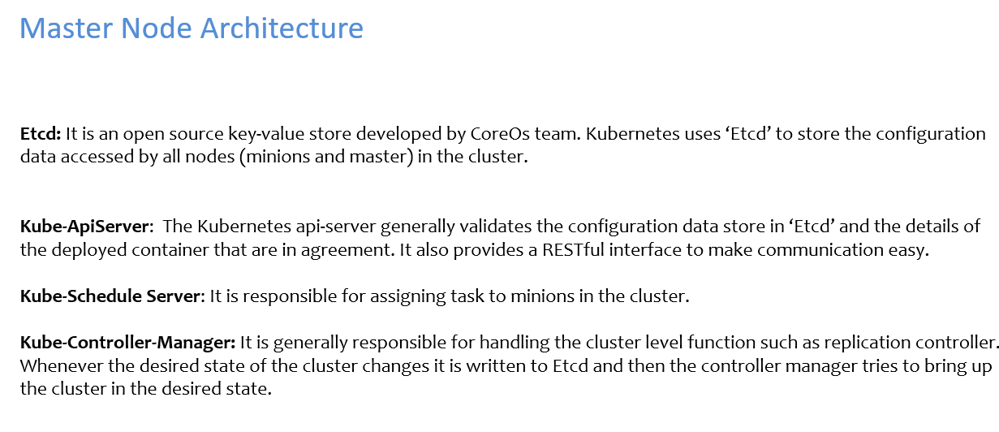 Master Node Architecture
Etcd: It is an open source key-value store developed by CoreOs team. Kubernetes uses ‘Etcd’ to store the configuration
data accessed by all nodes (minions and master) in the cluster.
Kube-ApiServer:  The Kubernetes api-server generally validates the configuration data store in ‘Etcd’ and the details of
the deployed container that are in agreement. It also provides a RESTful interface to make communication easy.
Kube-Schedule Server: It is responsible for assigning task to minions in the cluster.
Kube-Controller-Manager: It is generally responsible for handling the cluster level function such as replication controller.
Whenever the desired state of the cluster changes it is written to Etcd and then the controller manager tries to bring up
the cluster in the desired state.